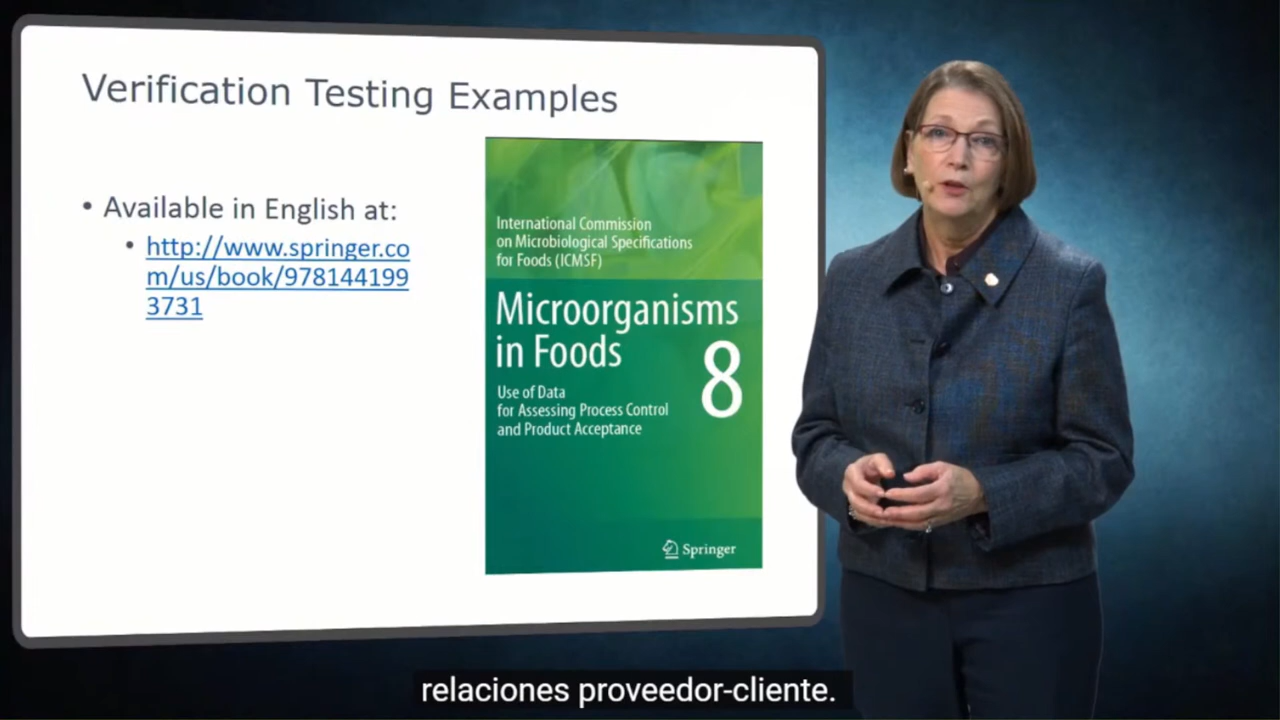 Verification Testing Examples
• Available in English at:
• http://www.springer.co
m/us/book/978144199
3731
International Commission
on Microbiological Specifications
for Foods (ICMSF)
Microorganisms
in Foods
8
Use of Data
for Assessing Process Control
and Product Acceptance
Springer
relaciones proveedor-cliente.